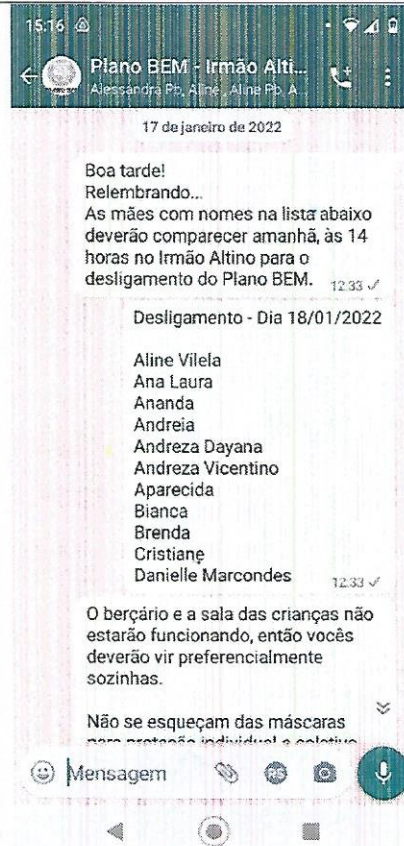 15:16
Plano BEM - Irmão Alti...
Alessandra Pb, Aline, Aline Pb, A...
17 de janeiro de 2022
Boa tarde!
Relembrando...
As mães com nomes na lista abaixo
deverão comparecer amanhã, às 14
horas no Irmão Altino para o
desligamento do Plano BEM.
12:33
Desligamento - Dia 18/01/2022
Aline Vilela
Ana Laura
Ananda
Andreia
Andreza Dayana
Andreza Vicentino
Aparecida
Bianca
Brenda
Cristiane
Danielle Marcondes
12:33
O berçário e a sala das crianças não
estarão funcionando, então vocês
deverão vir preferencialmente
sozinhas.
Não se esqueçam das máscaras
para proteção individual e coletiva
Mensagem
R$